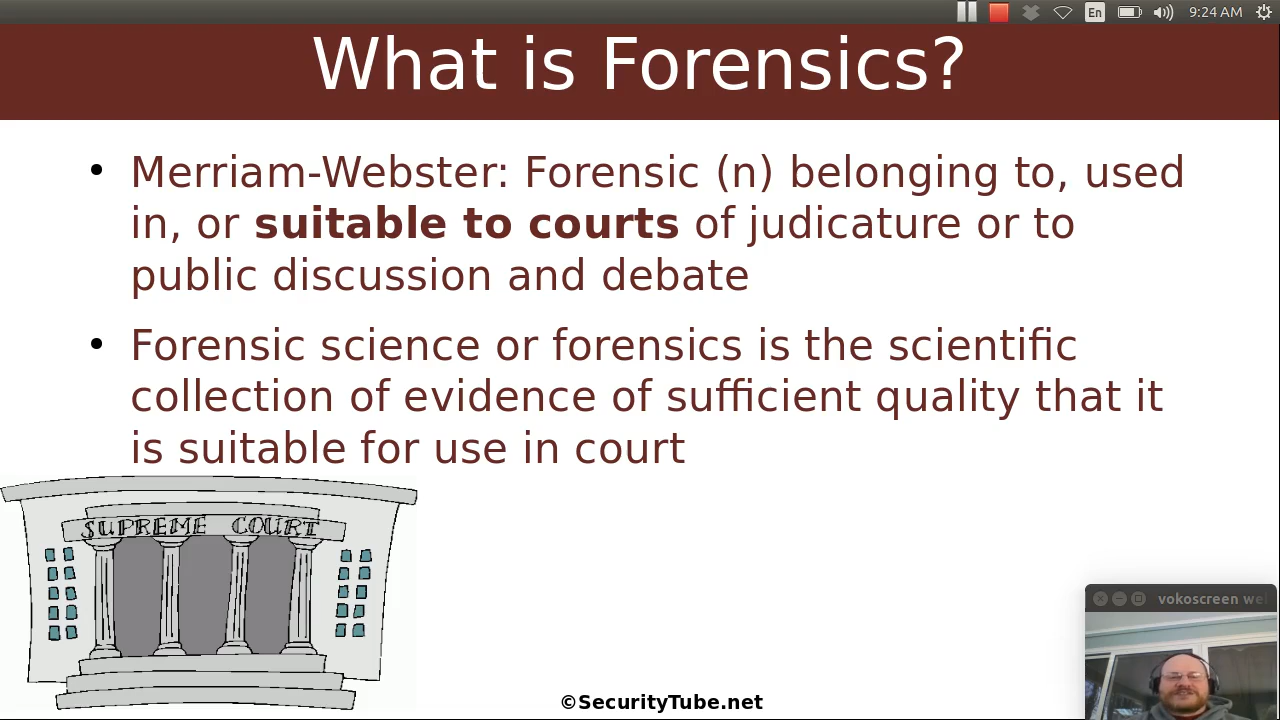 En 9:24 AM
What is Forensics?
• Merriam-Webster: Forensic (n) belonging to, used
in, or suitable to courts of judicature or to
public discussion and debate
• Forensic science or forensics is the scientific
collection of evidence of sufficient quality that it
is suitable for use in court
SUPREME COURT
vokoscreen we
©SecurityTube.net